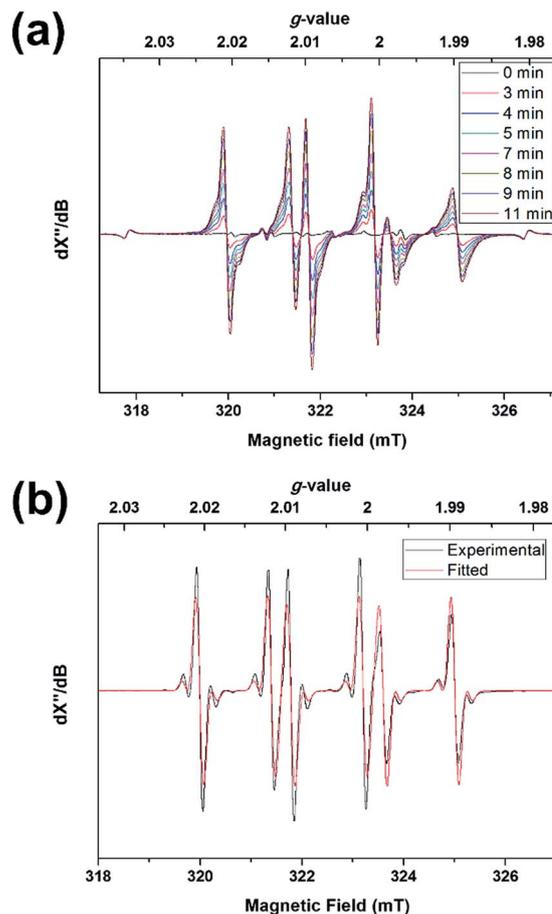 (a)
g-value
2.03 2.02 2.01 2 1.99 1.98
0 min
3 min
4 min
5 min
7 min
8 min
9 min
11 min
dX"/dB
318 320 322 324 326
Magnetic field (mT)
(b)
g-value
2.03 2.02 2.01 2 1.99 1.98
Experimental
Fitted
dX"/dB
318 320 322 324 326
Magnetic Field (mT)